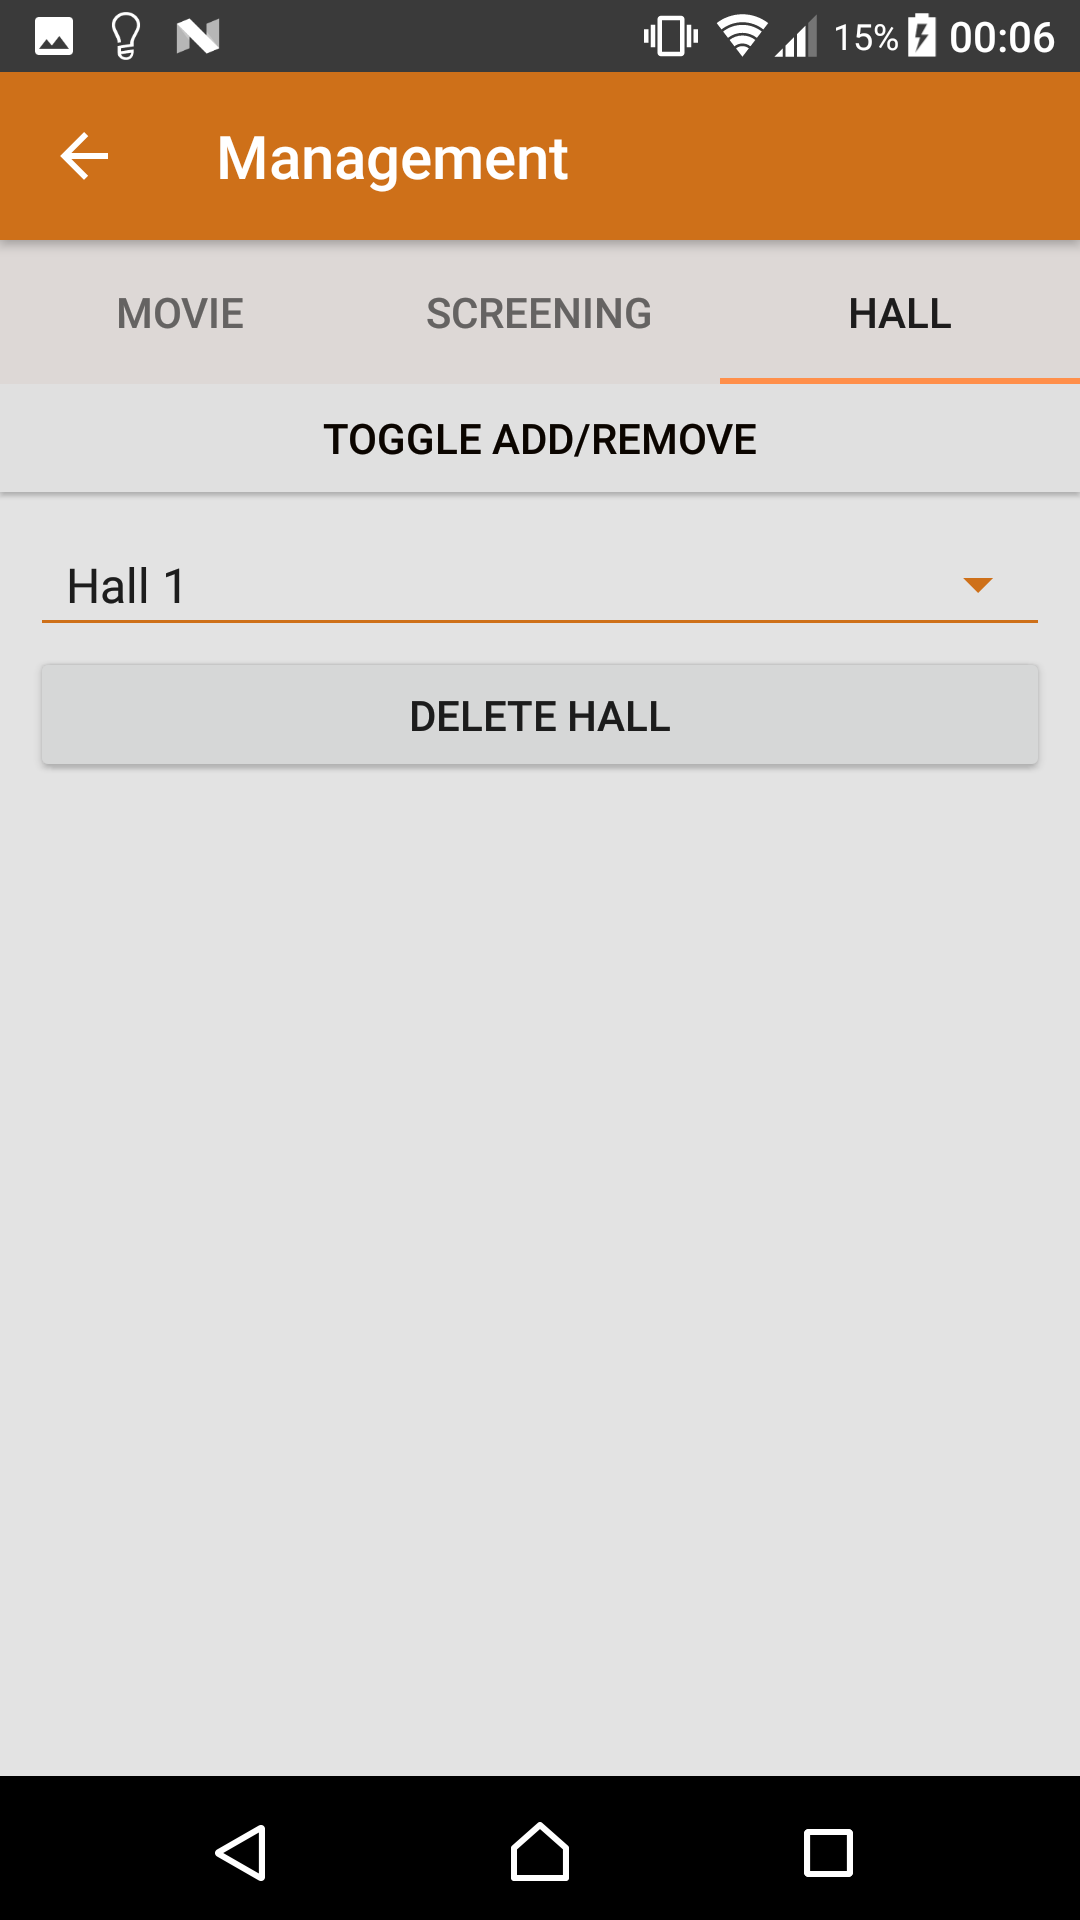 15% 00:06
Management
MOVIE SCREENING HALL
TOGGLE ADD/REMOVE
Hall 1
DELETE HALL